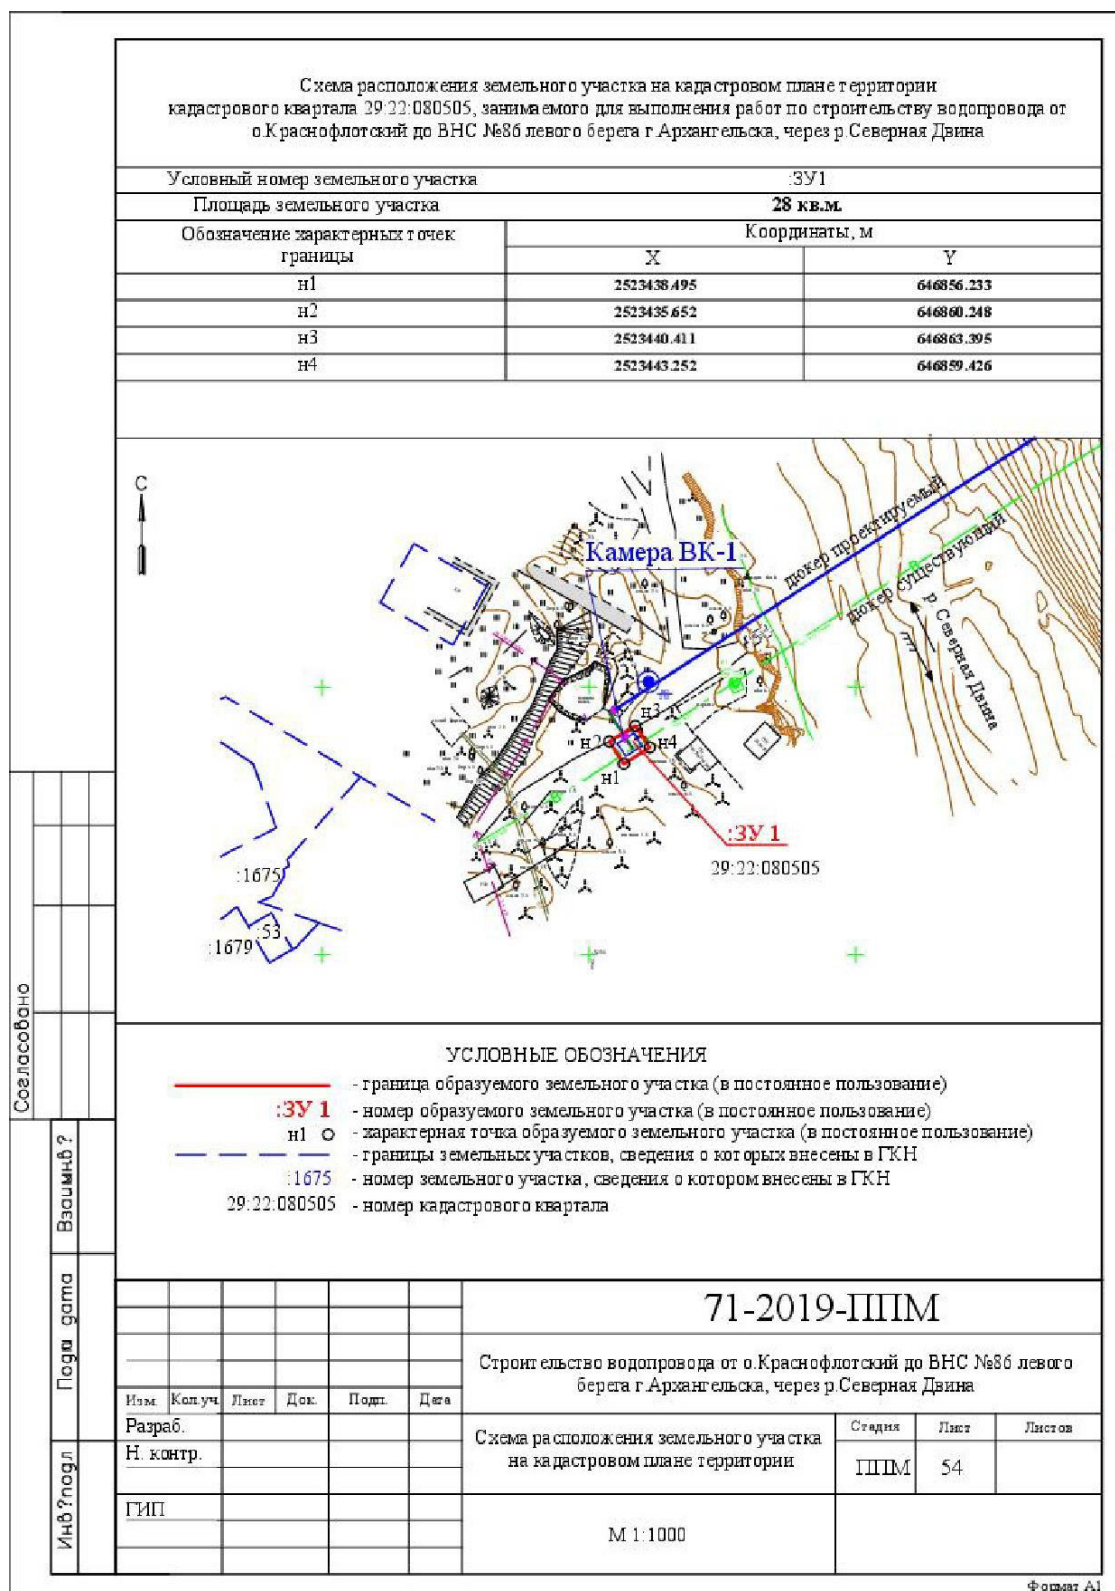 Схема расположения земельного участка на кадастровом плане территории
кадастрового квартала 29:22:080505, занимаемого для выполнения работ по строительству водопровода от
о.Краснофлотский до ВНС №86 левого берега г.Архангельска, через р.Северная Двина
Условный номер земельного участка :ЗУ1
Площадь земельного участка 28 кв.м.
Обозначение характерных точек границы Координаты, м
X Y
н1 2523438.495 646856.233
н2 2523435.652 646860.248
н3 2523440.411 646863.395
н4 2523443.252 646859.426
С
Камера ВК-1
дюкер проектируемый
дюкер существующий
р. Северная Двина
н3
н2
н4
н1
:ЗУ 1
29:22:080505
:1675
:53
:1679
УСЛОВНЫЕ ОБОЗНАЧЕНИЯ
- граница образуемого земельного участка (в постоянное пользование)
:ЗУ 1 - номер образуемого земельного участка (в постоянное пользование)
н1 - характерная точка образуемого земельного участка (в постоянное пользование)
- границы земельных участков, сведения о которых внесены в ГКН
:1675 - номер земельного участка, сведения о котором внесены в ГКН
29:22:080505 - номер кадастрового квартала
Согласовано
Взаиминв?
Подп дата
Инв?подл
71-2019-ППМ
Строительство водопровода от о.Краснофлотский до ВНС №86 левого
берега г.Архангельска, через р.Северная Двина
Изм. Кол.уч Лист Док. Подп. Дата
Разраб.
Н. контр.
ГИП
Схема расположения земельного участка
на кадастровом плане территории
Стадия Лист Листов
ППМ 54
М 1:1000
Формат А1